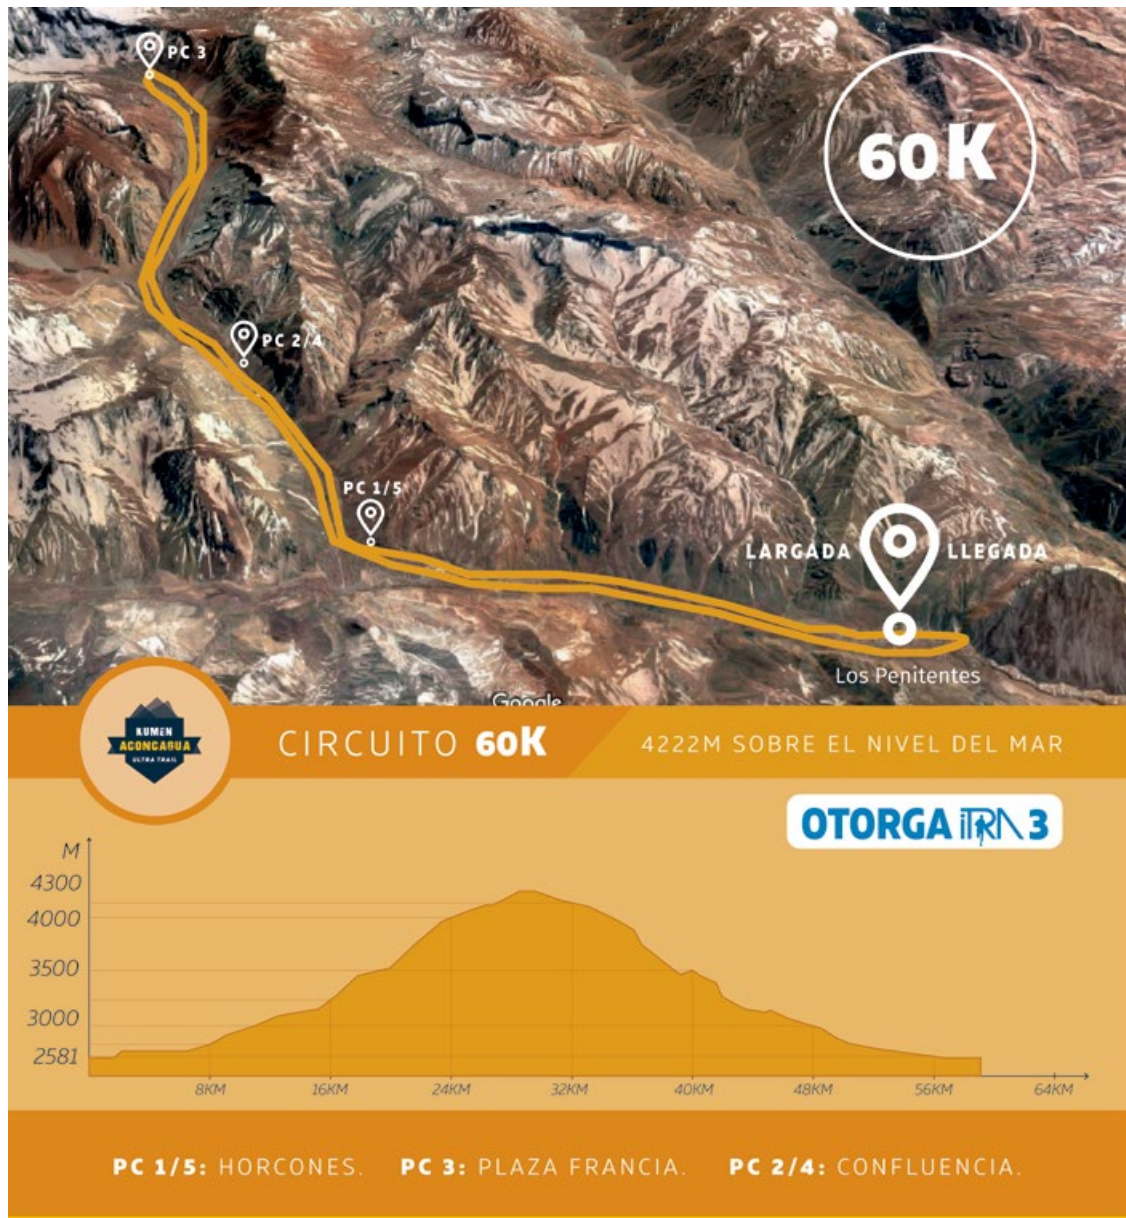 PC 3
60K
PC 2/4
PC 1/5
LARGADA LLEGADA
Los Penitentes
Google
KUMEN
ACONCAGUA
ULTRA TRAIL
CIRCUITO 60K
4222M SOBRE EL NIVEL DEL MAR
OTORGA iTRA 3
M
4300
4000
3500
3000
2581
8KM 16KM 24KM 32KM 40KM 48KM 56KM 64KM
PC 1/5: HORCONES. PC 3: PLAZA FRANCIA. PC 2/4: CONFLUENCIA.